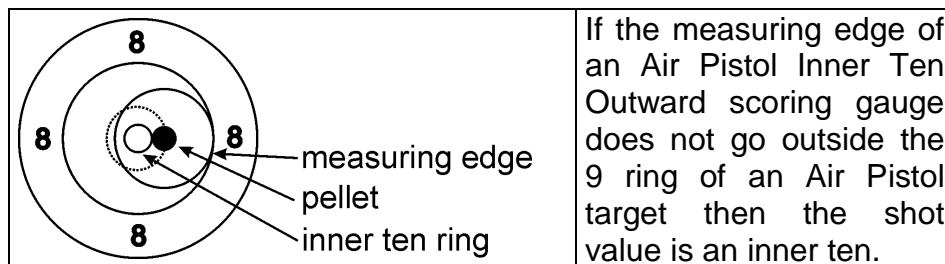 8
8 8
8
measuring edge
pellet
inner ten ring
If the measuring edge of
an Air Pistol Inner Ten
Outward scoring gauge
does not go outside the
9 ring of an Air Pistol
target then the shot
value is an inner ten.